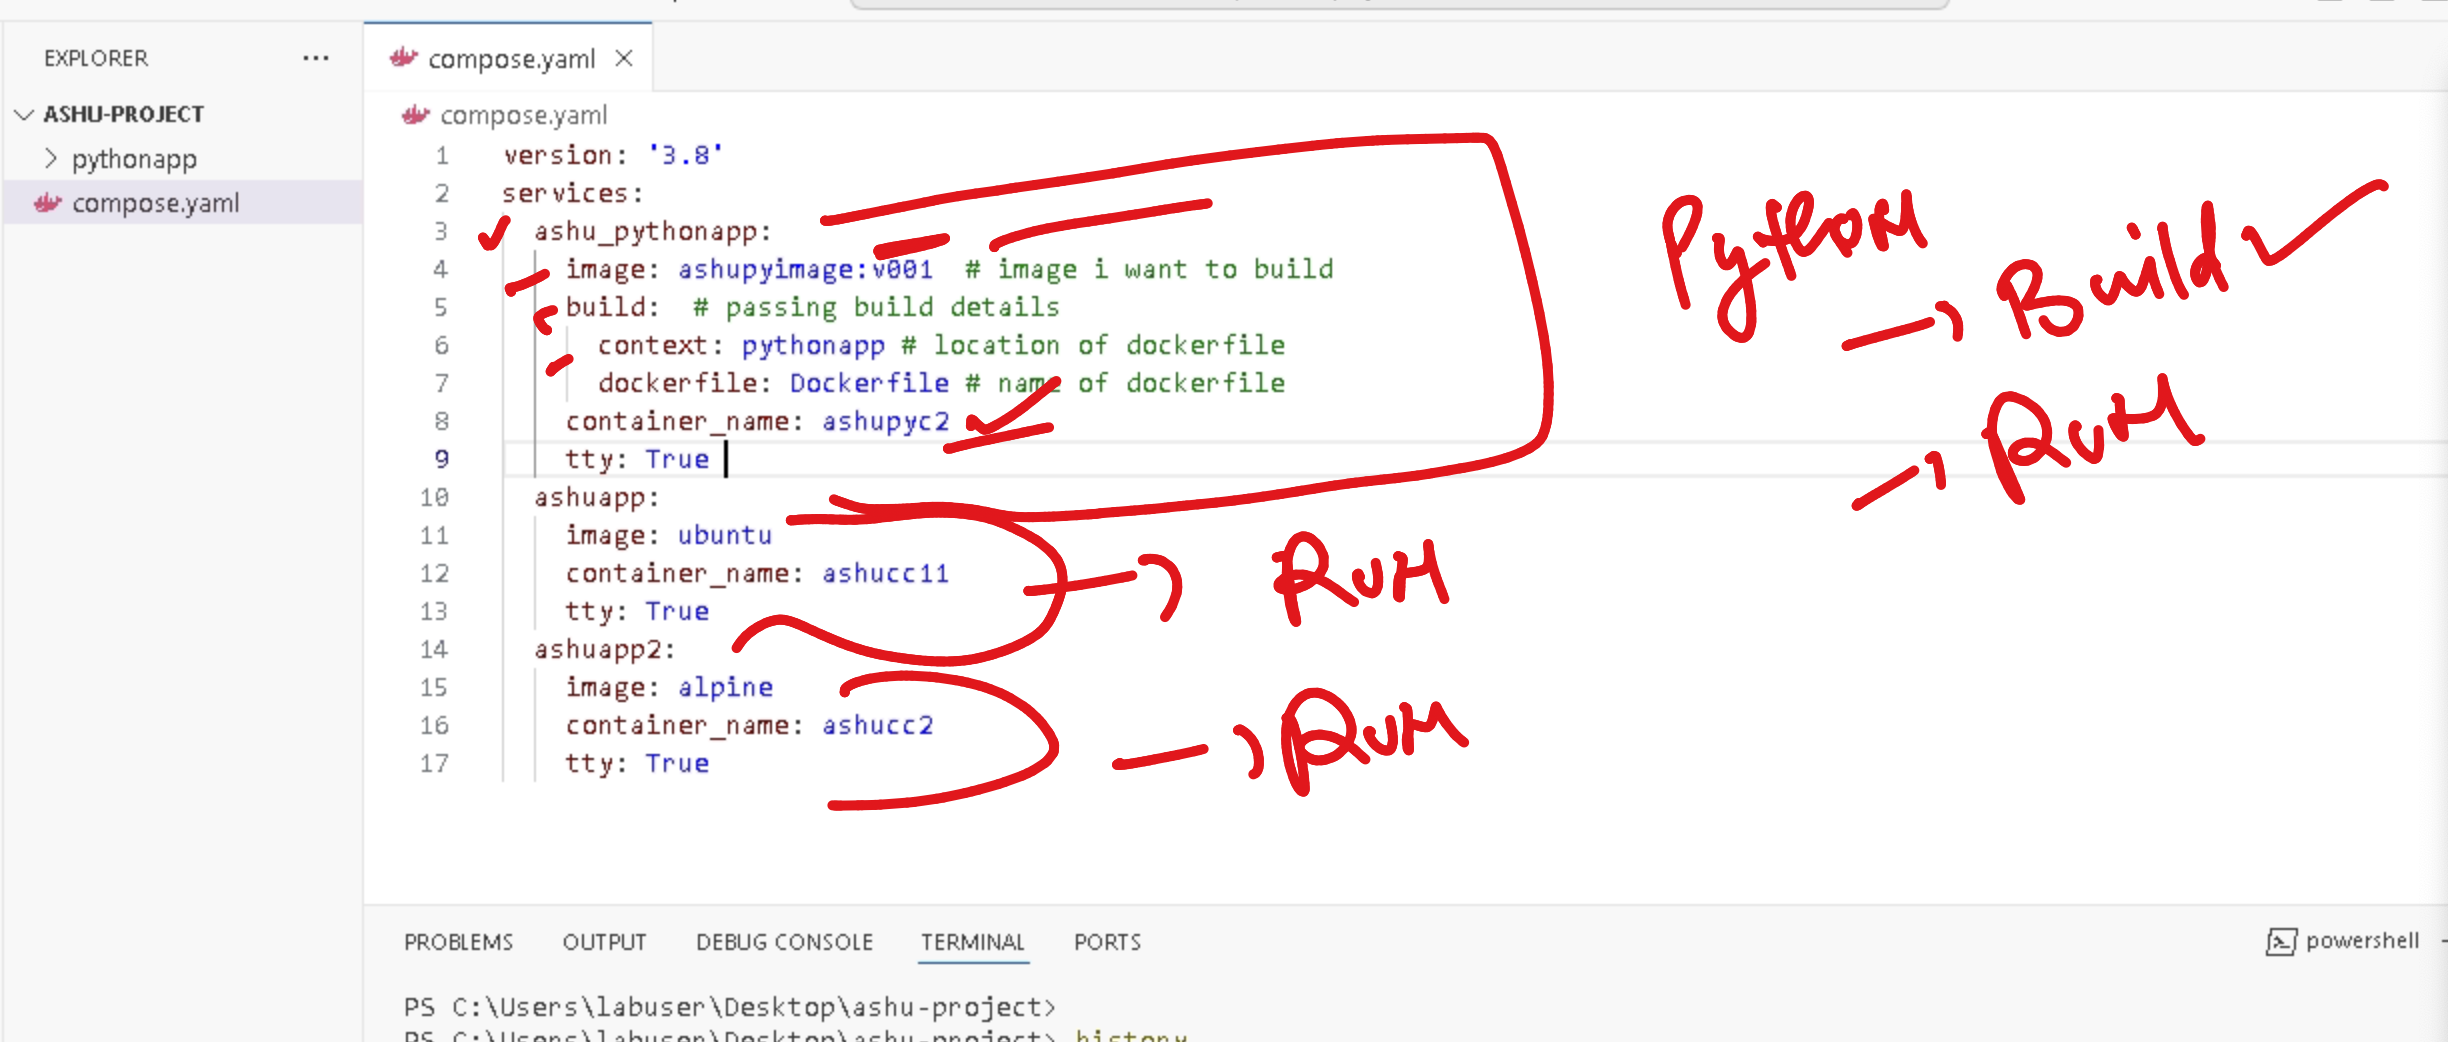 EXPLORER
ASHU-PROJECT
pythonapp
compose.yaml
compose.yaml
compose.yaml
1 version: '3.8'
2 services:
3 ashu_pythonapp:
4 image: ashupyimage:v001 # image i want to build
5 build: # passing build details
6 context: pythonapp # location of dockerfile
7 dockerfile: Dockerfile # name of dockerfile
8 container_name: ashupyc2
9 tty: True
10 ashuapp:
11 image: ubuntu
12 container_name: ashucc11
13 tty: True
14 ashuapp2:
15 image: alpine
16 container_name: ashucc2
17 tty: True
Python
Build
Run
Run
Run
PROBLEMS OUTPUT DEBUG CONSOLE TERMINAL PORTS
powershell
PS C:\Users\labuser\Desktop\ashu-project>
PS C:\Users\labuser\Desktop\ashu-project> history